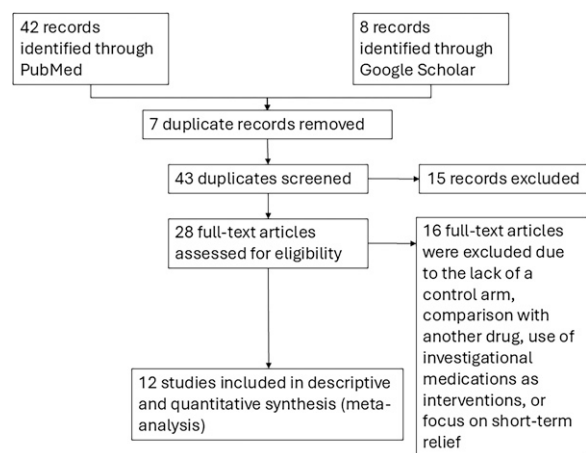 42 records
identified through
PubMed
8 records
identified through
Google Scholar
7 duplicate records removed
43 duplicates screened
15 records excluded
28 full-text articles
assessed for eligibility
16 full-text articles
were excluded due
to the lack of a
control arm,
comparison with
another drug, use of
investigational
medications as
interventions, or
focus on short-term
relief
12 studies included in descriptive
and quantitative synthesis (meta-
analysis)